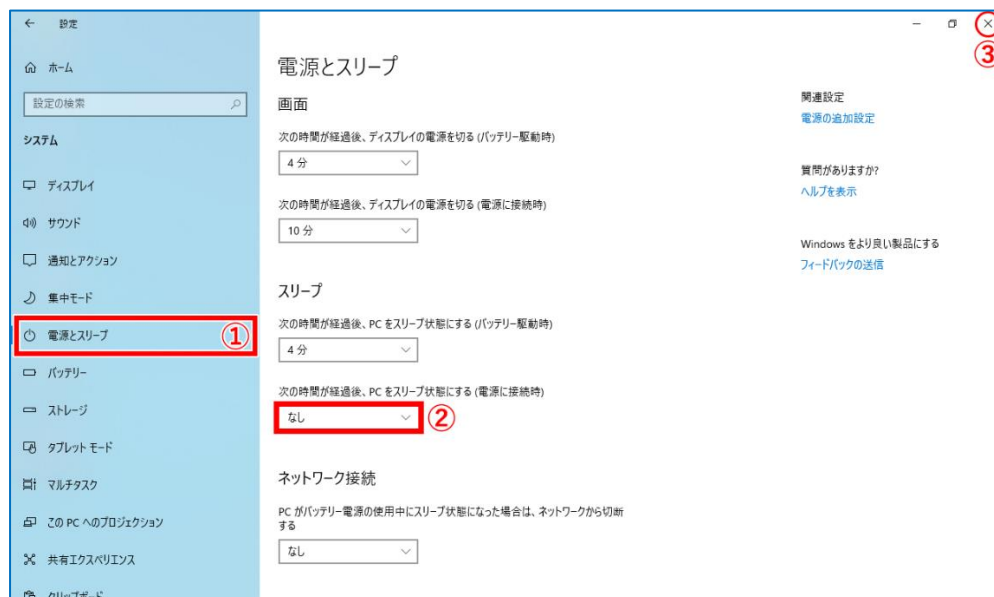 設定
③
ホーム
設定の検索
システム
ディスプレイ
サウンド
通知とアクション
集中モード
電源とスリープ ①
バッテリー
ストレージ
タブレット モード
マルチタスク
この PC へのプロジェクション
共有エクスペリエンス
クリップボード
電源とスリープ
画面
次の時間が経過後、ディスプレイの電源を切る (バッテリー駆動時)
4 分
次の時間が経過後、ディスプレイの電源を切る (電源に接続時)
10 分
スリープ
次の時間が経過後、PC をスリープ状態にする (バッテリー駆動時)
4 分
次の時間が経過後、PC をスリープ状態にする (電源に接続時)
なし ②
ネットワーク接続
PC がバッテリー電源の使用中にスリープ状態になった場合は、ネットワークから切断
する
なし
関連設定
電源の追加設定
質問がありますか?
ヘルプを表示
Windows をより良い製品にする
フィードバックの送信